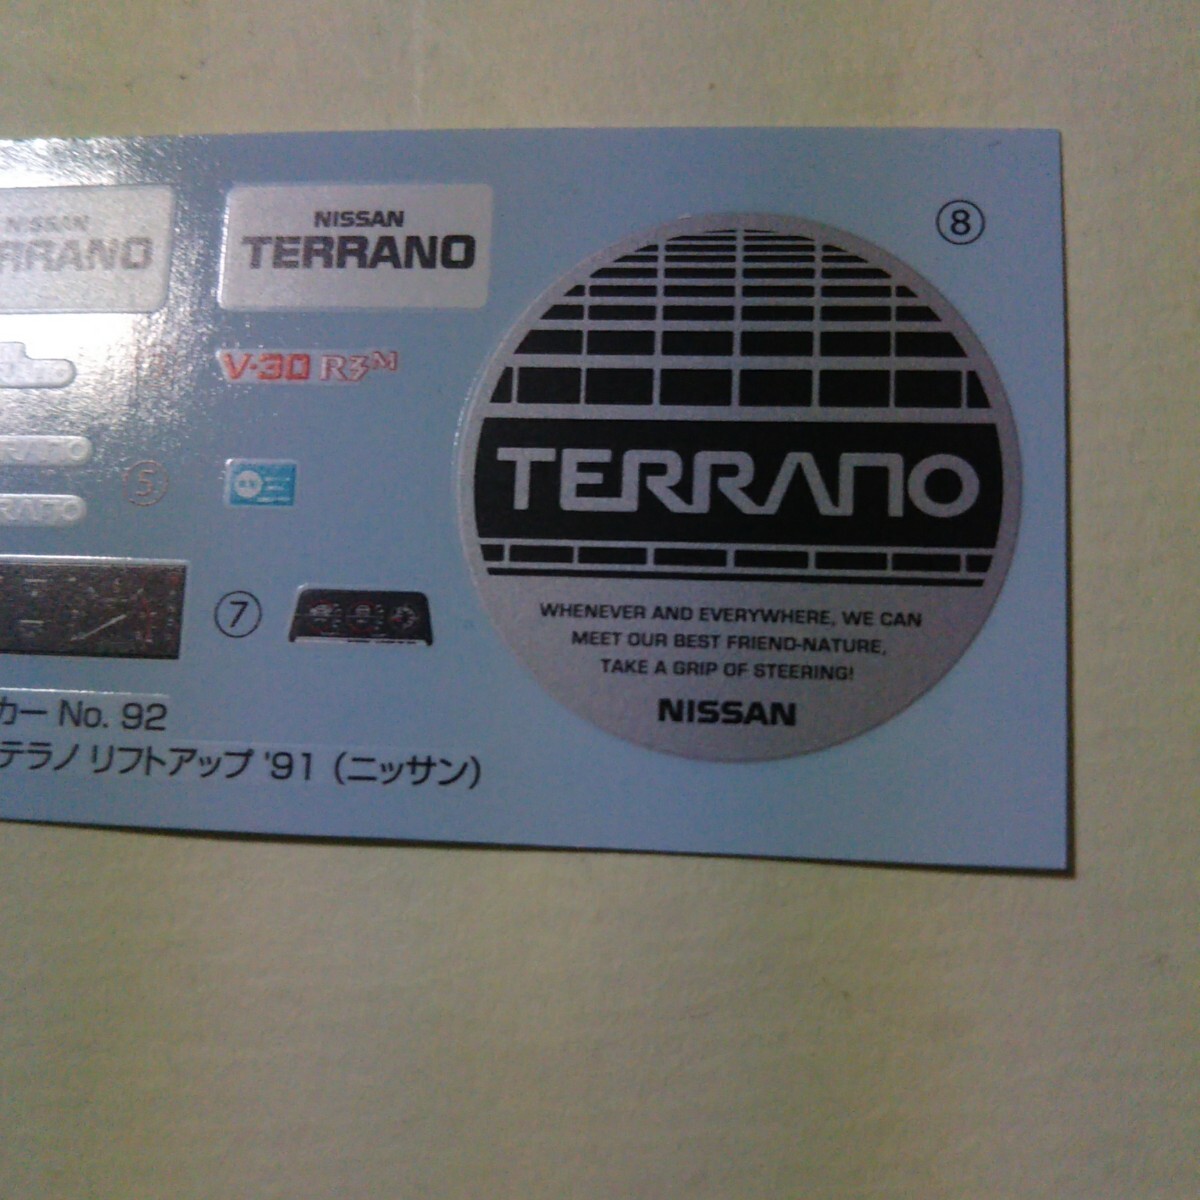 NISSAN
TERRANO
NISSAN
TERRANO
⑧
V·30 R3M
TERRANO
⑤
⑦
WHENEVER AND EVERYWHERE, WE CAN
MEET OUR BEST FRIEND-NATURE,
TAKE A GRIP OF STEERING!
NISSAN
カー No. 92
テラノ リフトアップ '91 (ニッサン)